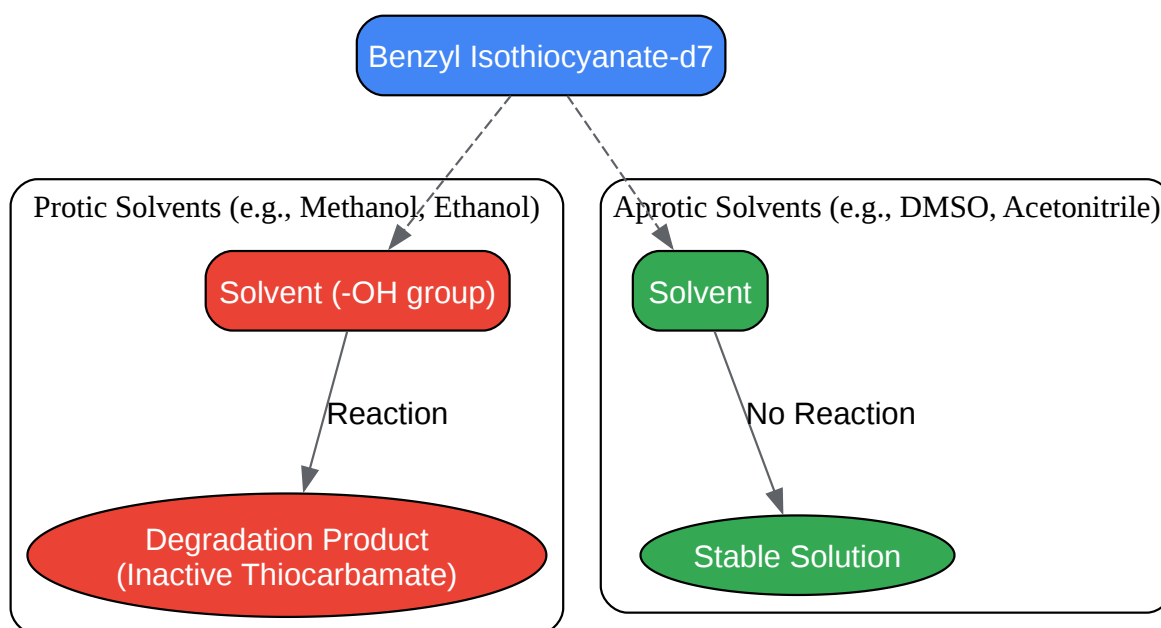 Benzyl Isothiocyanate-d7
Protic Solvents (e.g., Methanol, Ethanol)
Aprotic Solvents (e.g., DMSO, Acetonitrile)
Solvent (-OH group)
Solvent
Reaction
No Reaction
Degradation Product
(Inactive Thiocarbamate)
Stable Solution